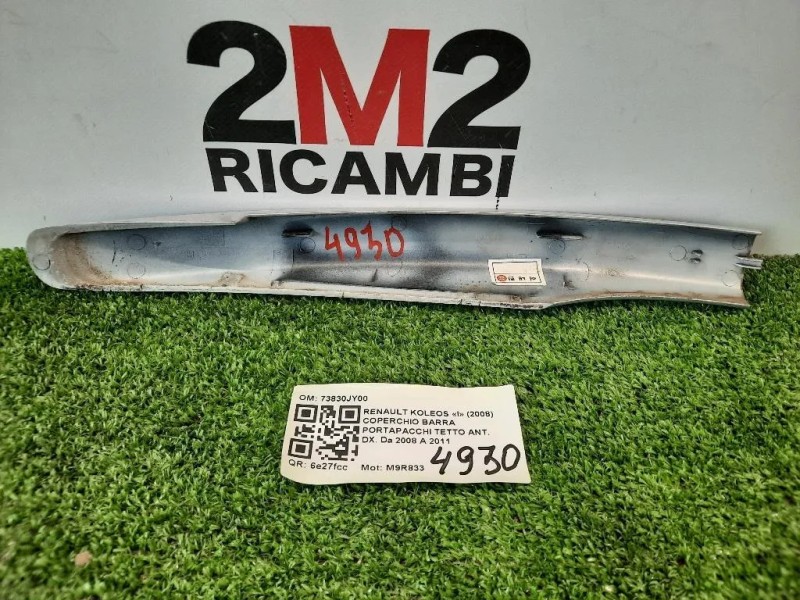 2M2
RICAMBI
4930
OM: 73830JY00
RENAULT KOLEOS «I» (2008)
COPERCHIO BARRA
PORTAPACCHI TETTO ANT.
DX. Da 2008 A 2011
QR: 6e27fcc
Mot: M9R833
4930